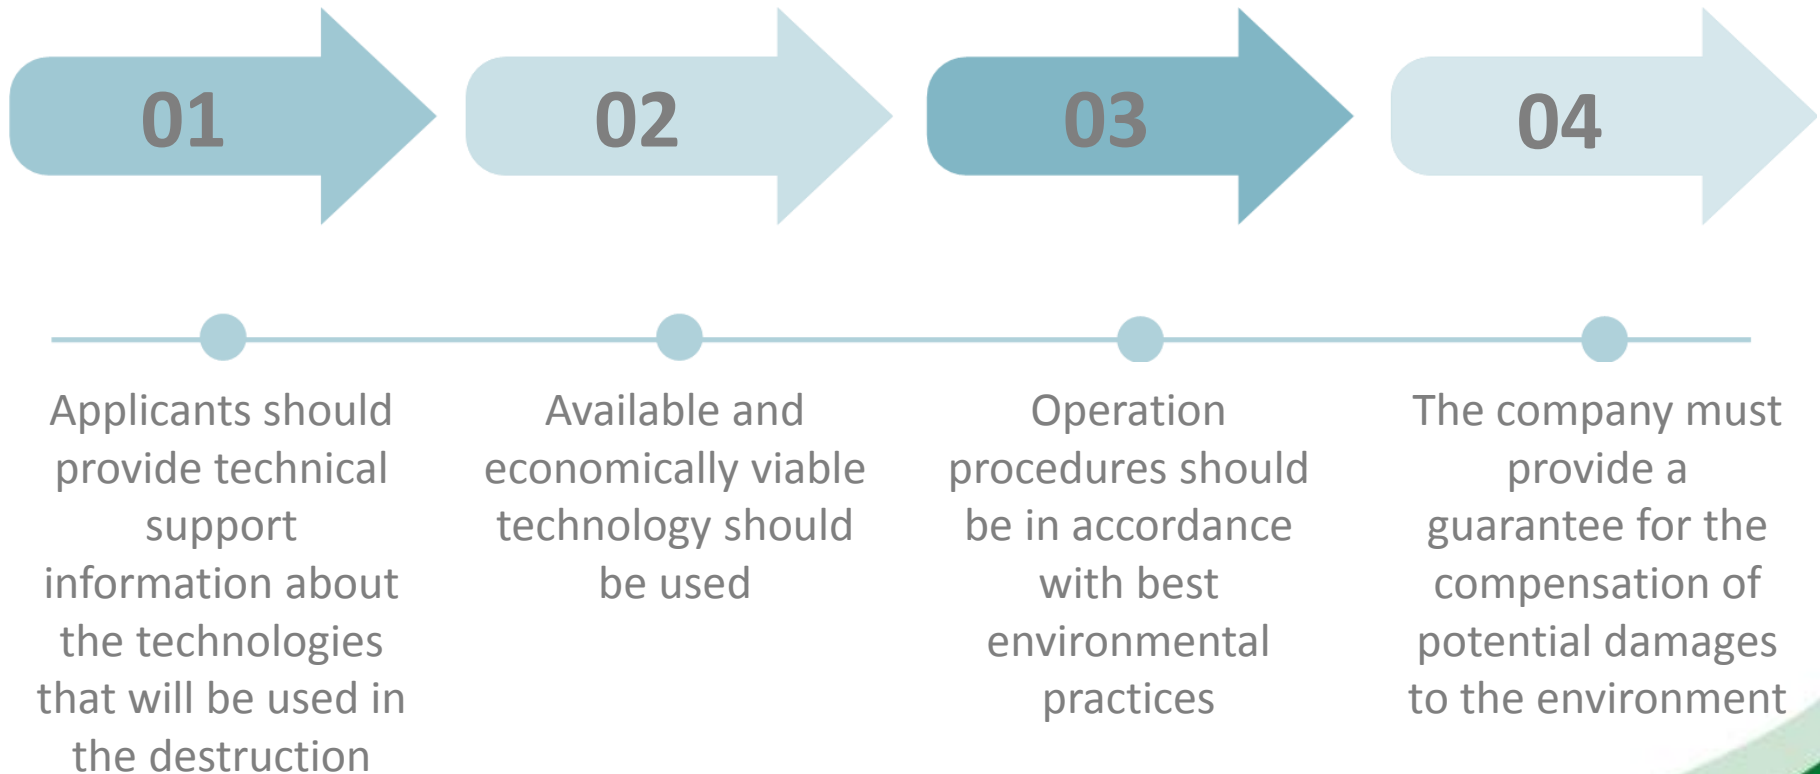 01
02
03
04
Applicants should
provide technical
support
information about
the technologies
that will be used in
the destruction
Available and
economically viable
technology should
be used
Operation
procedures should
be in accordance
with best
environmental
practices
The company must
provide a
guarantee for the
compensation of
potential damages
to the environment